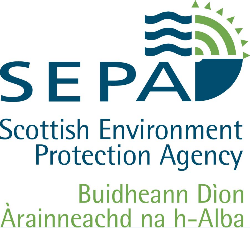 SEPA
Scottish Environment
Protection Agency
Buidheann Dìon
Àrainneachd na h-Alba